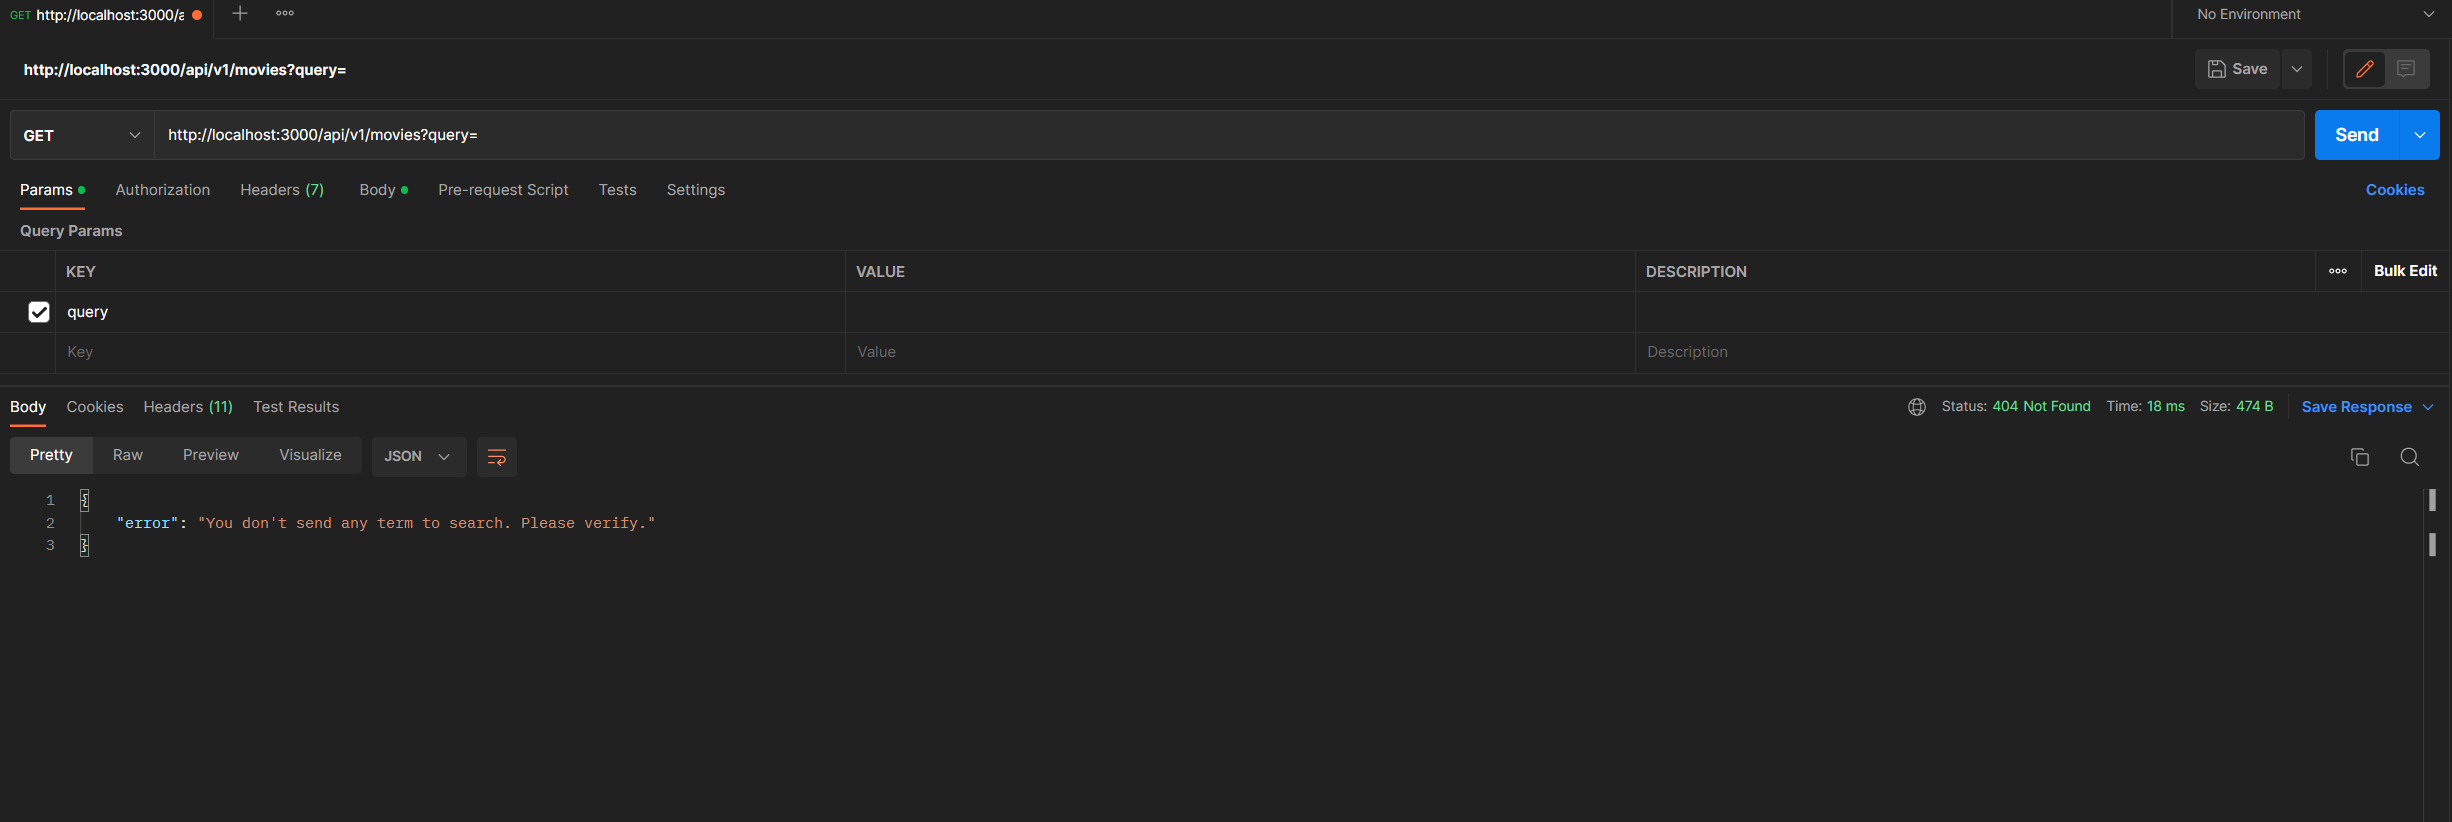 GET http://localhost:3000/a
No Environment
http://localhost:3000/api/v1/movies?query=
Save
GET http://localhost:3000/api/v1/movies?query= Send
Params Authorization Headers (7) Body Pre-request Script Tests Settings Cookies
Query Params
KEY VALUE DESCRIPTION Bulk Edit
query
Key Value Description
Body Cookies Headers (11) Test Results Status: 404 Not Found Time: 18 ms Size: 474 B Save Response
Pretty Raw Preview Visualize JSON
1 {
2 "error": "You don't send any term to search. Please verify."
3 }